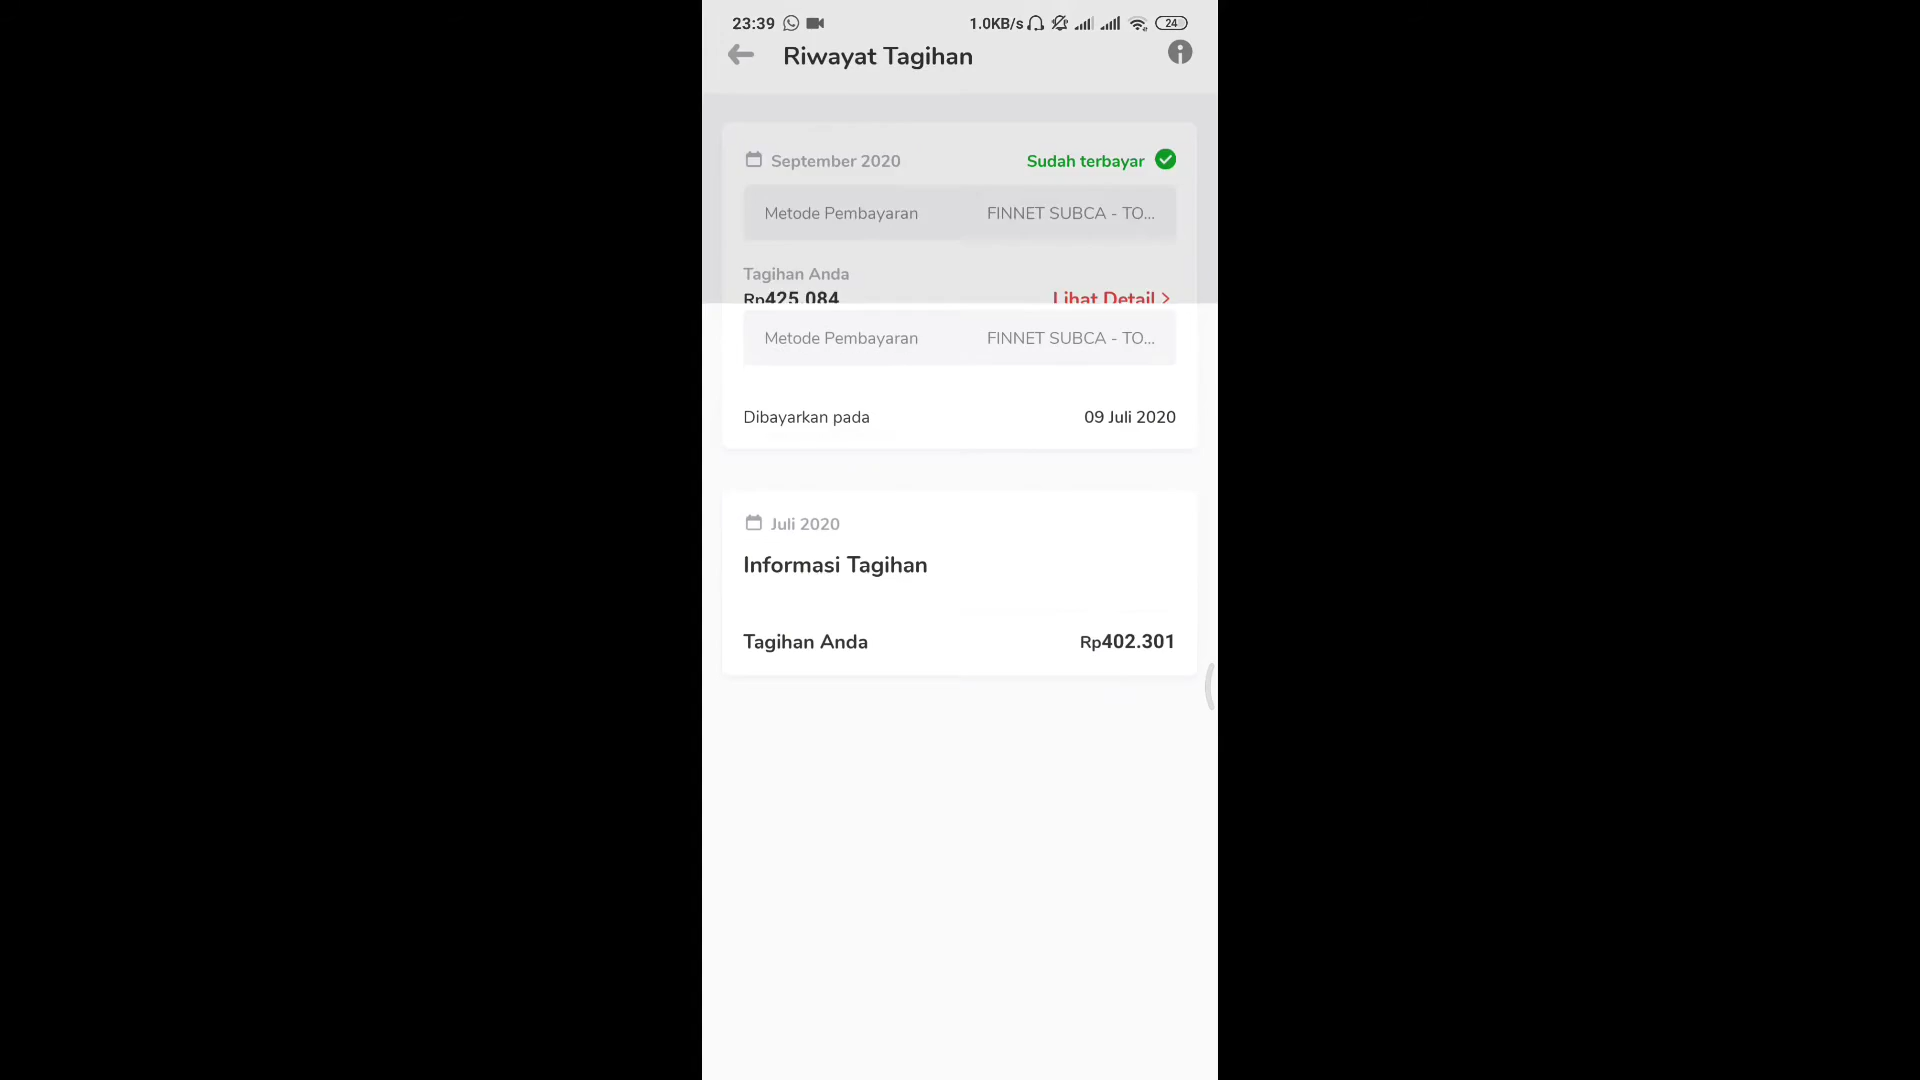 23:39 1.0KB/s 24
Riwayat Tagihan
September 2020 Sudah terbayar
Metode Pembayaran FINNET SUBCA - TO...
Tagihan Anda
Rp425.084 Lihat Detail >
Metode Pembayaran FINNET SUBCA - TO...
Dibayarkan pada 09 Juli 2020
Juli 2020
Informasi Tagihan
Tagihan Anda Rp402.301